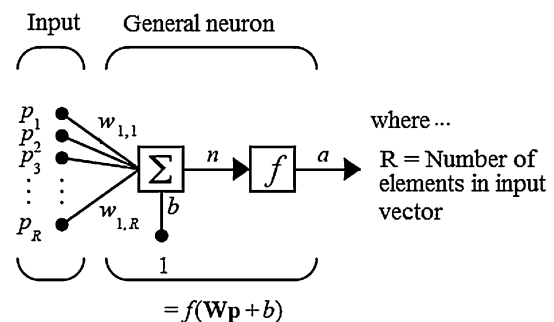 Input General neuron
p1
p2
p3
pR
w1,1
w1,R
Σ n f a
b
1
where ...
R = Number of
elements in input
vector
= f(Wp + b)